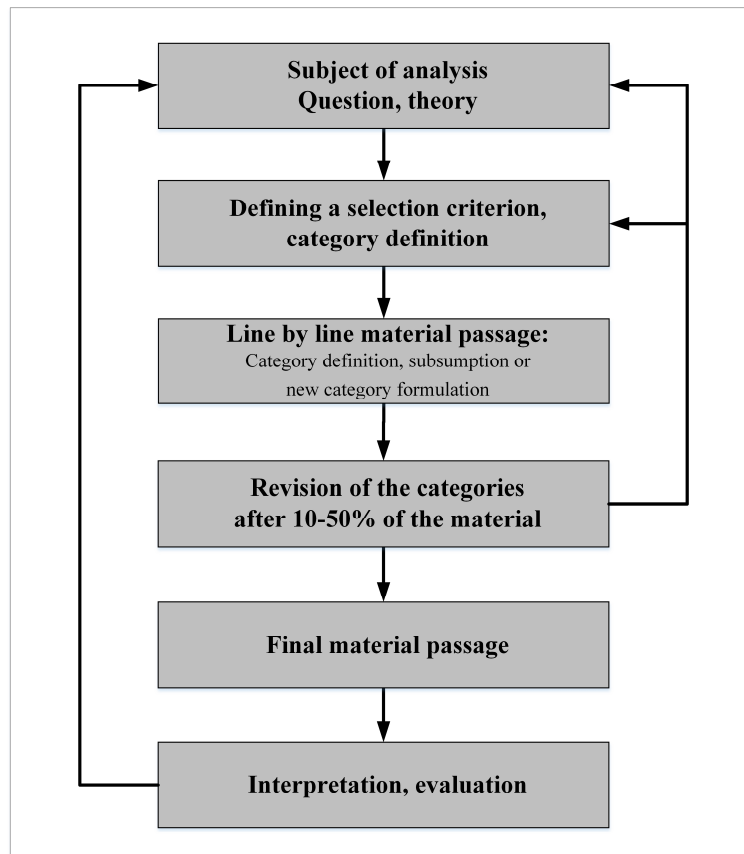 Subject of analysis
Question, theory
Defining a selection criterion,
category definition
Line by line material passage:
Category definition, subsumption or
new category formulation
Revision of the categories
after 10-50% of the material
Final material passage
Interpretation, evaluation